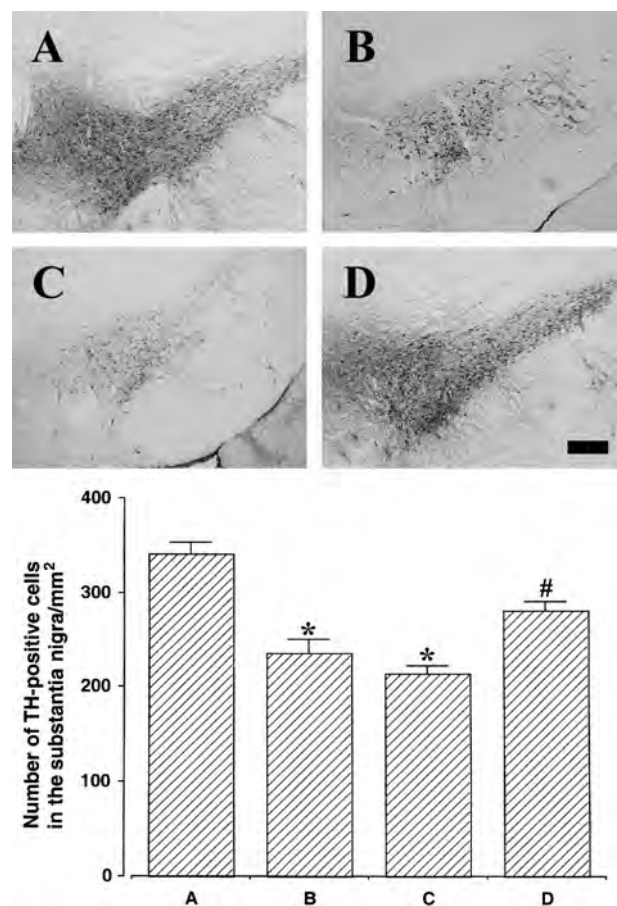 A
B
C
D
400
300
200
100
0
Number of TH-positive cells
in the substantia nigra/mm²
*
*
#
A
B
C
D